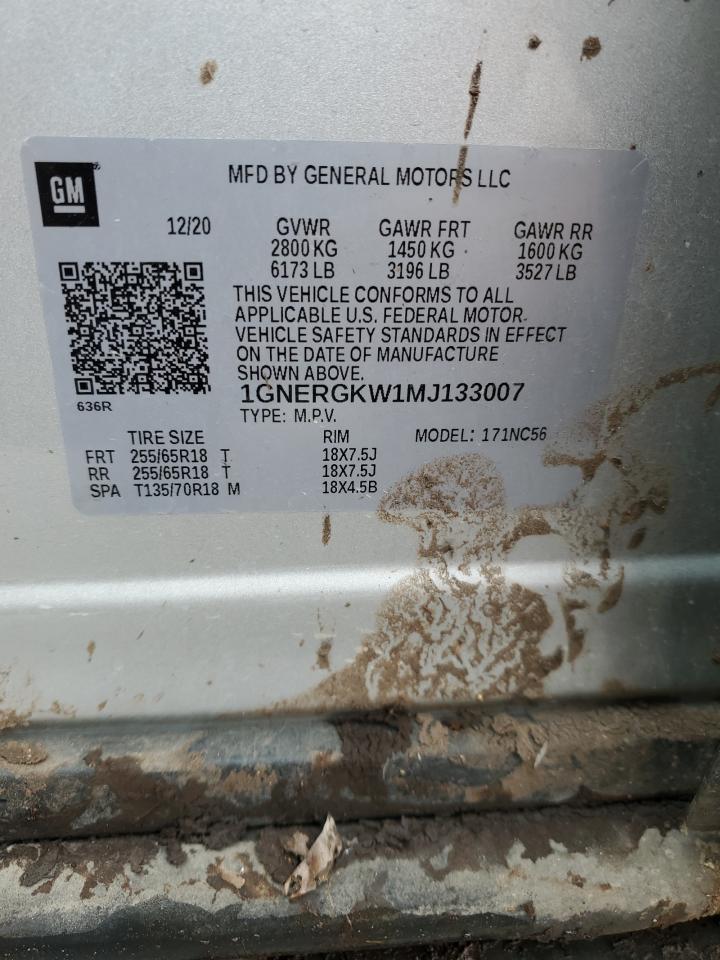 GM
MFD BY GENERAL MOTORS LLC
12/20 GVWR GAWR FRT GAWR RR
2800 KG 1450 KG 1600 KG
6173 LB 3196 LB 3527 LB
THIS VEHICLE CONFORMS TO ALL
APPLICABLE U.S. FEDERAL MOTOR
VEHICLE SAFETY STANDARDS IN EFFECT
ON THE DATE OF MANUFACTURE
SHOWN ABOVE.
1GNERGKW1MJ133007
636R
TYPE: M.P.V.
TIRE SIZE RIM MODEL: 171NC56
FRT 255/65R18 T 18X7.5J
RR 255/65R18 T 18X7.5J
SPA T135/70R18 M 18X4.5B